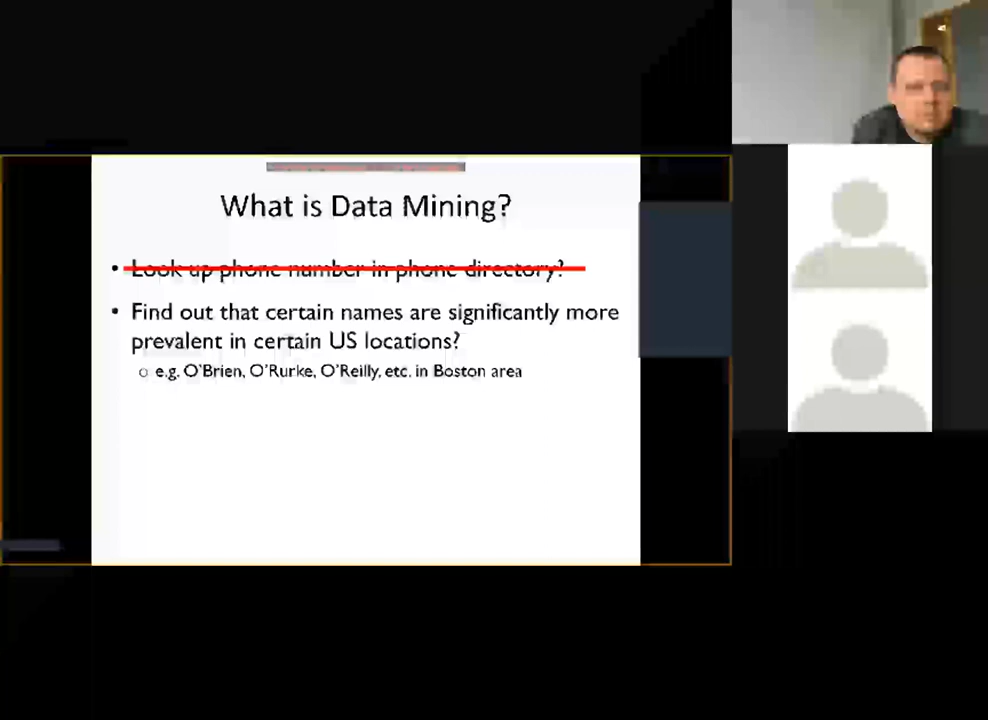 What is Data Mining?
• Look up phone number in phone directory?
• Find out that certain names are significantly more
prevalent in certain US locations?
○ e.g. O'Brien, O'Rurke, O'Reilly, etc. in Boston area